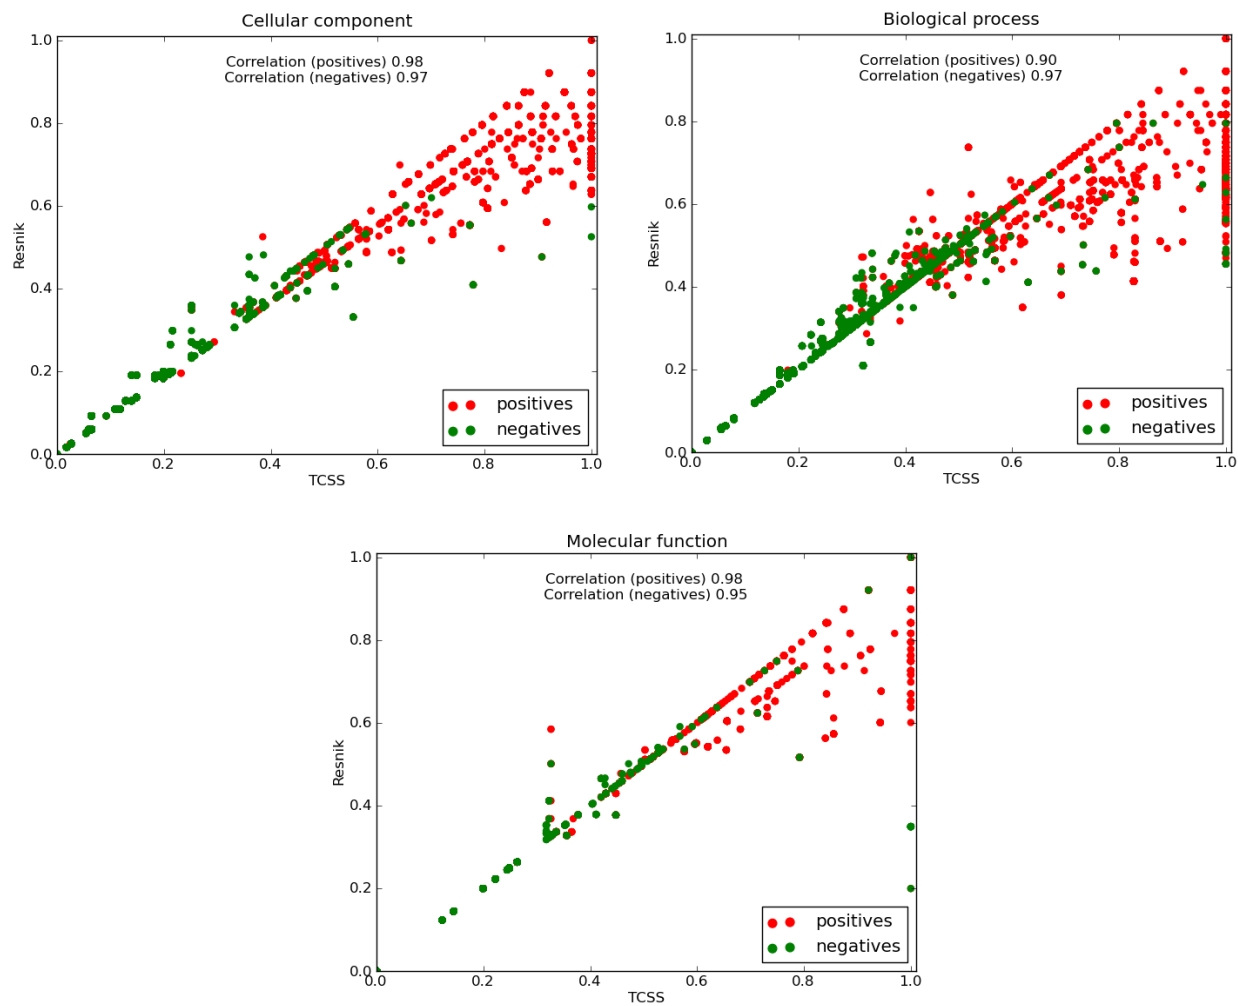 Cellular component
Correlation (positives) 0.98
Correlation (negatives) 0.97
1.0
0.8
0.6
0.4
0.2
0.0
Resnik
0.0 0.2 0.4 0.6 0.8 1.0
TCSS
positives
negatives
Biological process
Correlation (positives) 0.90
Correlation (negatives) 0.97
1.0
0.8
0.6
0.4
0.2
0.0
Resnik
0.0 0.2 0.4 0.6 0.8 1.0
TCSS
positives
negatives
Molecular function
Correlation (positives) 0.98
Correlation (negatives) 0.95
1.0
0.8
0.6
0.4
0.2
0.0
Resnik
0.0 0.2 0.4 0.6 0.8 1.0
TCSS
positives
negatives